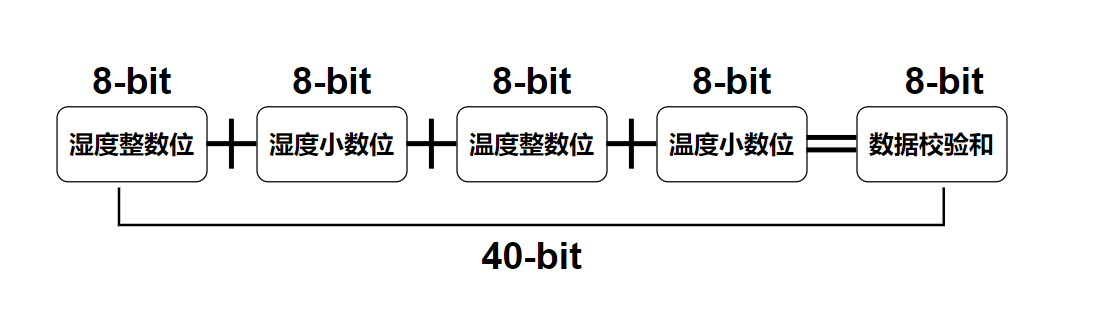 8-bit 8-bit 8-bit 8-bit 8-bit
湿度整数位 + 湿度小数位 + 温度整数位 + 温度小数位 = 数据校验和
40-bit